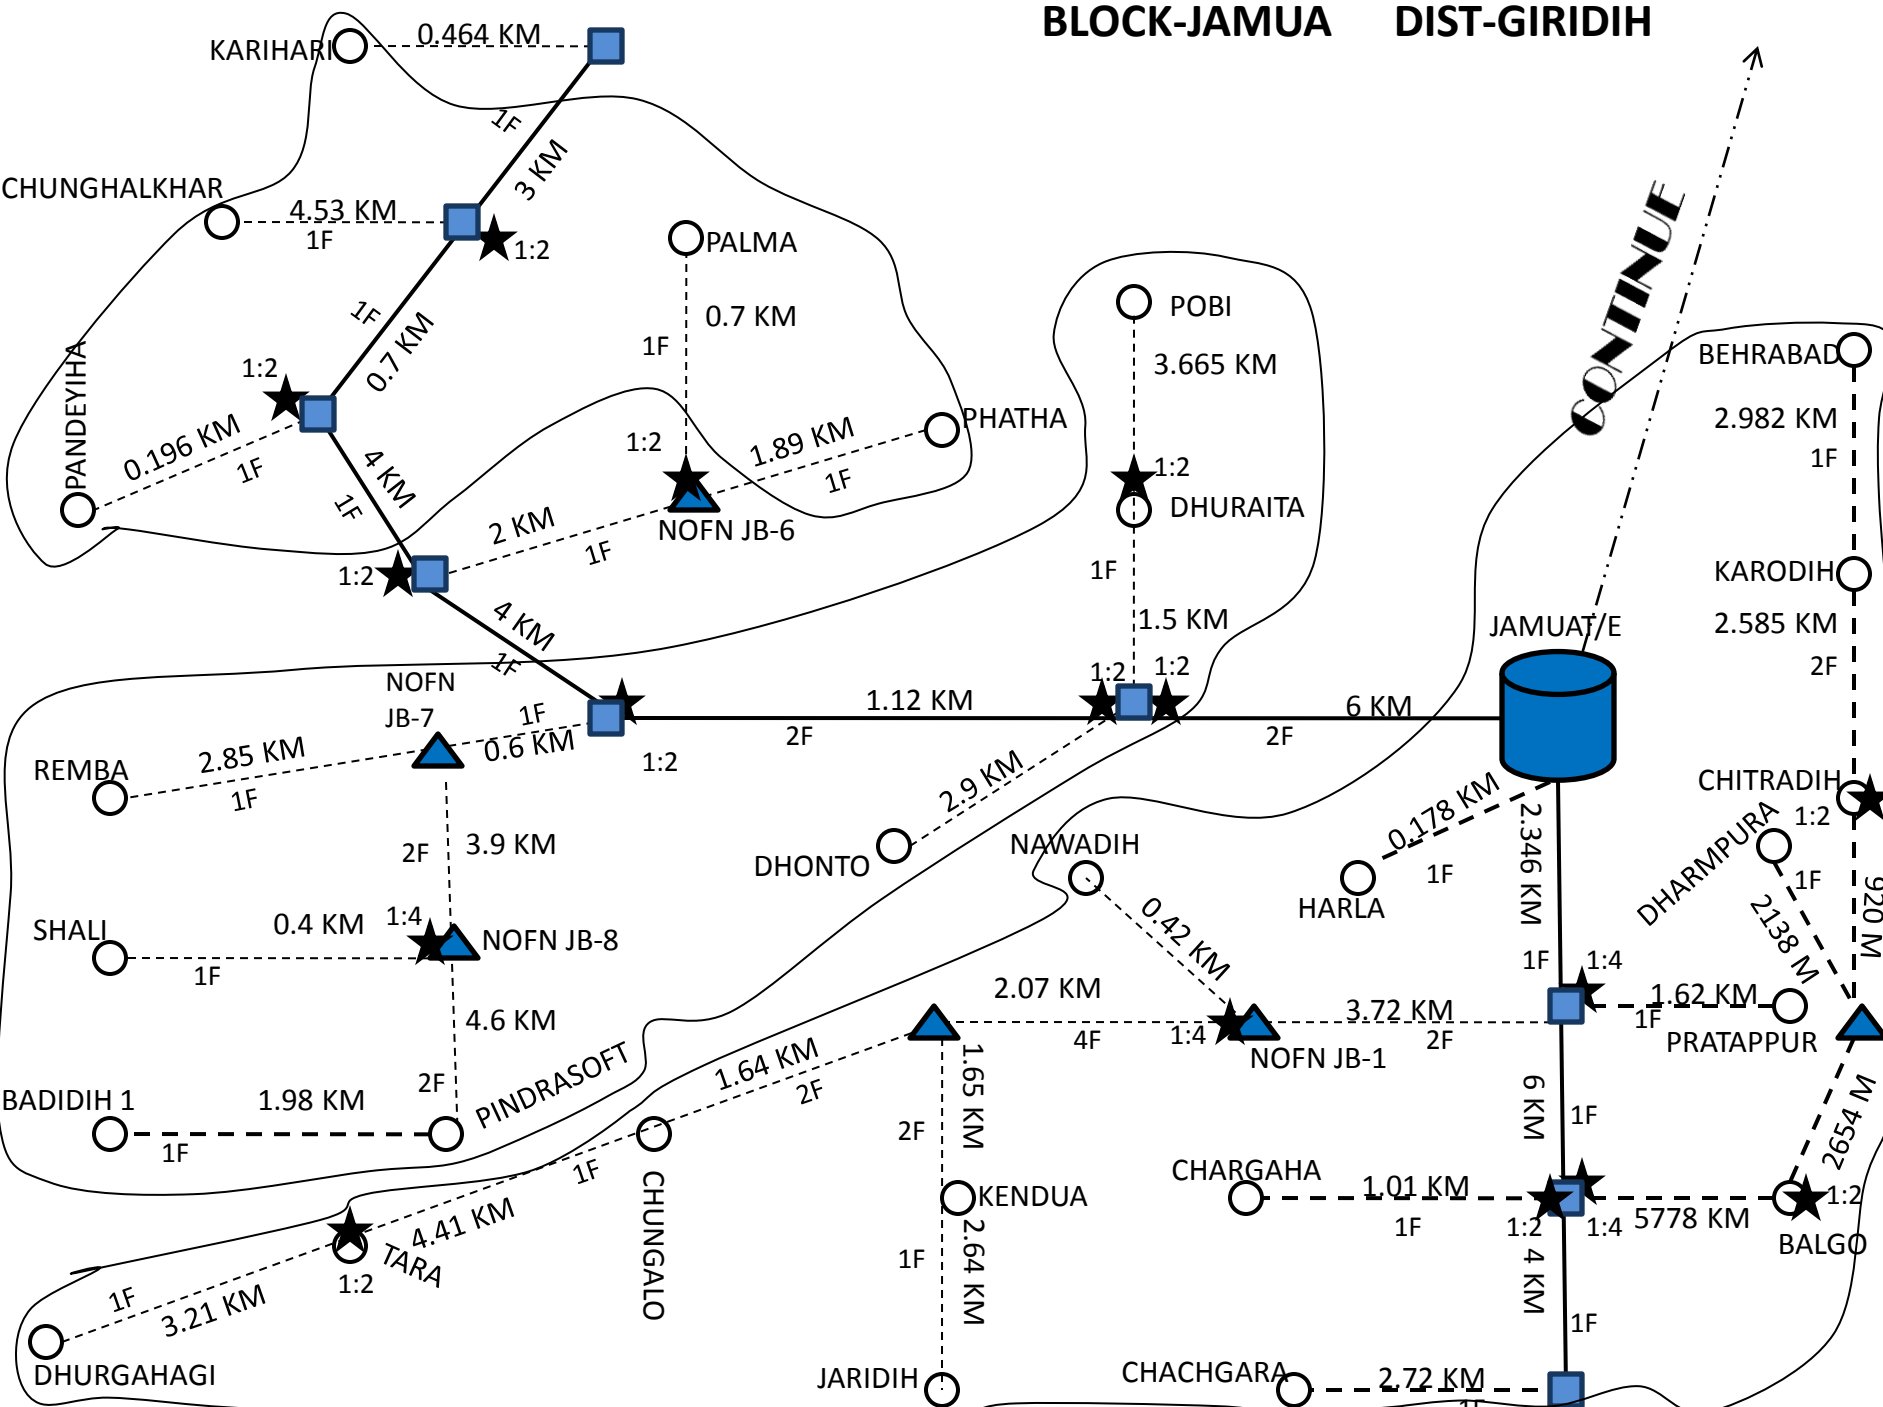 BLOCK-JAMUA DIST-GIRIDIH
KARIHARI
0.464 KM
1F
3 KM
CHUNGHALKHAR
4.53 KM
1F
1:2
PALMA
0.7 KM
1F
1F
0.7 KM
1:2
PANDEYIHA
0.196 KM
1F
4 KM
1F
1:2
1.89 KM
1F
PHATHA
2 KM
1F
NOFN JB-6
1:2
4 KM
1F
POBI
3.665 KM
1:2
DHURAITA
1F
1.5 KM
1:2
1:2
CONTINUE
BEHRABAD
2.982 KM
1F
KARODIH
2.585 KM
2F
JAMUAT/E
6 KM
2F
1.12 KM
2F
1:2
NOFN
JB-7
1F
0.6 KM
REMBA
2.85 KM
1F
2F
3.9 KM
2.9 KM
DHONTO
NAWADIH
0.42 KM
0.178 KM
1F
HARLA
2.346 KM
1F
CHITRADIH
1:2
DHARMPURA
1F
2138 M
920 M
SHALI
0.4 KM
1:4
NOFN JB-8
1F
4.6 KM
2F
PINDRASOFT
BADIDIH 1
1.98 KM
1F
2.07 KM
4F
1:4
3.72 KM
2F
NOFN JB-1
1:4
1.62 KM
1F
PRATAPPUR
1.64 KM
2F
1.65 KM
2F
6 KM
1F
2654 M
CHARGAHA
1.01 KM
1F
1:2
1:4
5778 KM
1:2
BALGO
KENDUA
2.64 KM
1F
CHUNGALO
1F
4.41 KM
TARA
1:2
1F
3.21 KM
DHURGAHAGI
4 KM
1F
JARIDIH
CHACHGARA
2.72 KM
1F